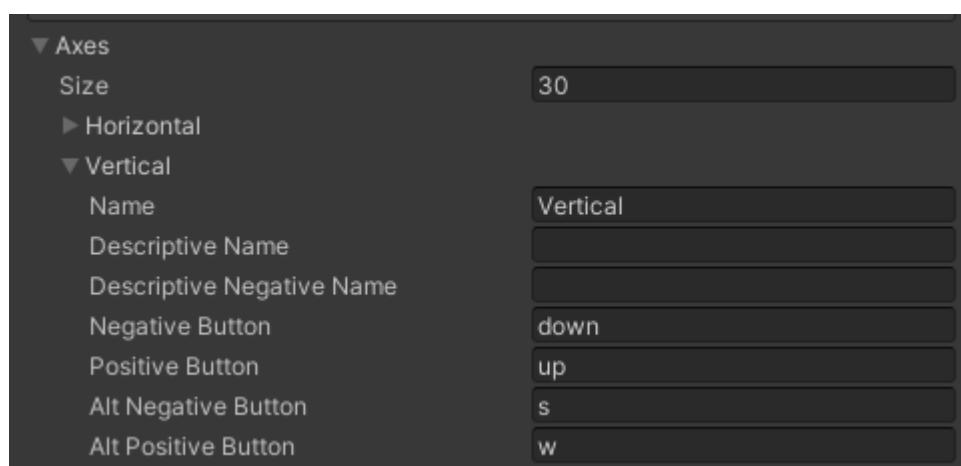 Axes
Size 30
Horizontal
Vertical
Name Vertical
Descriptive Name
Descriptive Negative Name
Negative Button down
Positive Button up
Alt Negative Button s
Alt Positive Button w